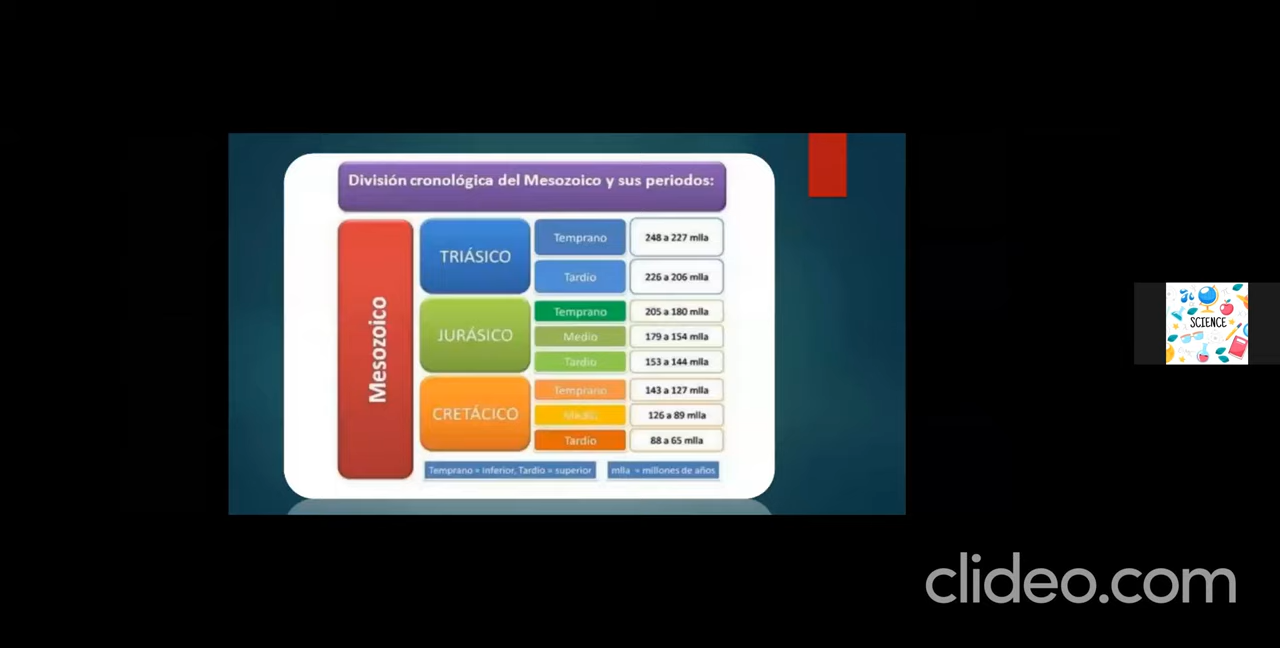 División cronológica del Mesozoico y sus periodos:
Mesozoico
TRIÁSICO
Temprano
248 a 227 mlla
Tardío
226 a 206 mlla
JURÁSICO
Temprano
205 a 180 mlla
Medio
179 a 154 mlla
Tardío
153 a 144 mlla
CRETÁCICO
Temprano
143 a 127 mlla
Medio
126 a 89 mlla
Tardío
88 a 65 mlla
Temprano = inferior, Tardío = superior
mlla = millones de años
SCIENCE
clideo.com